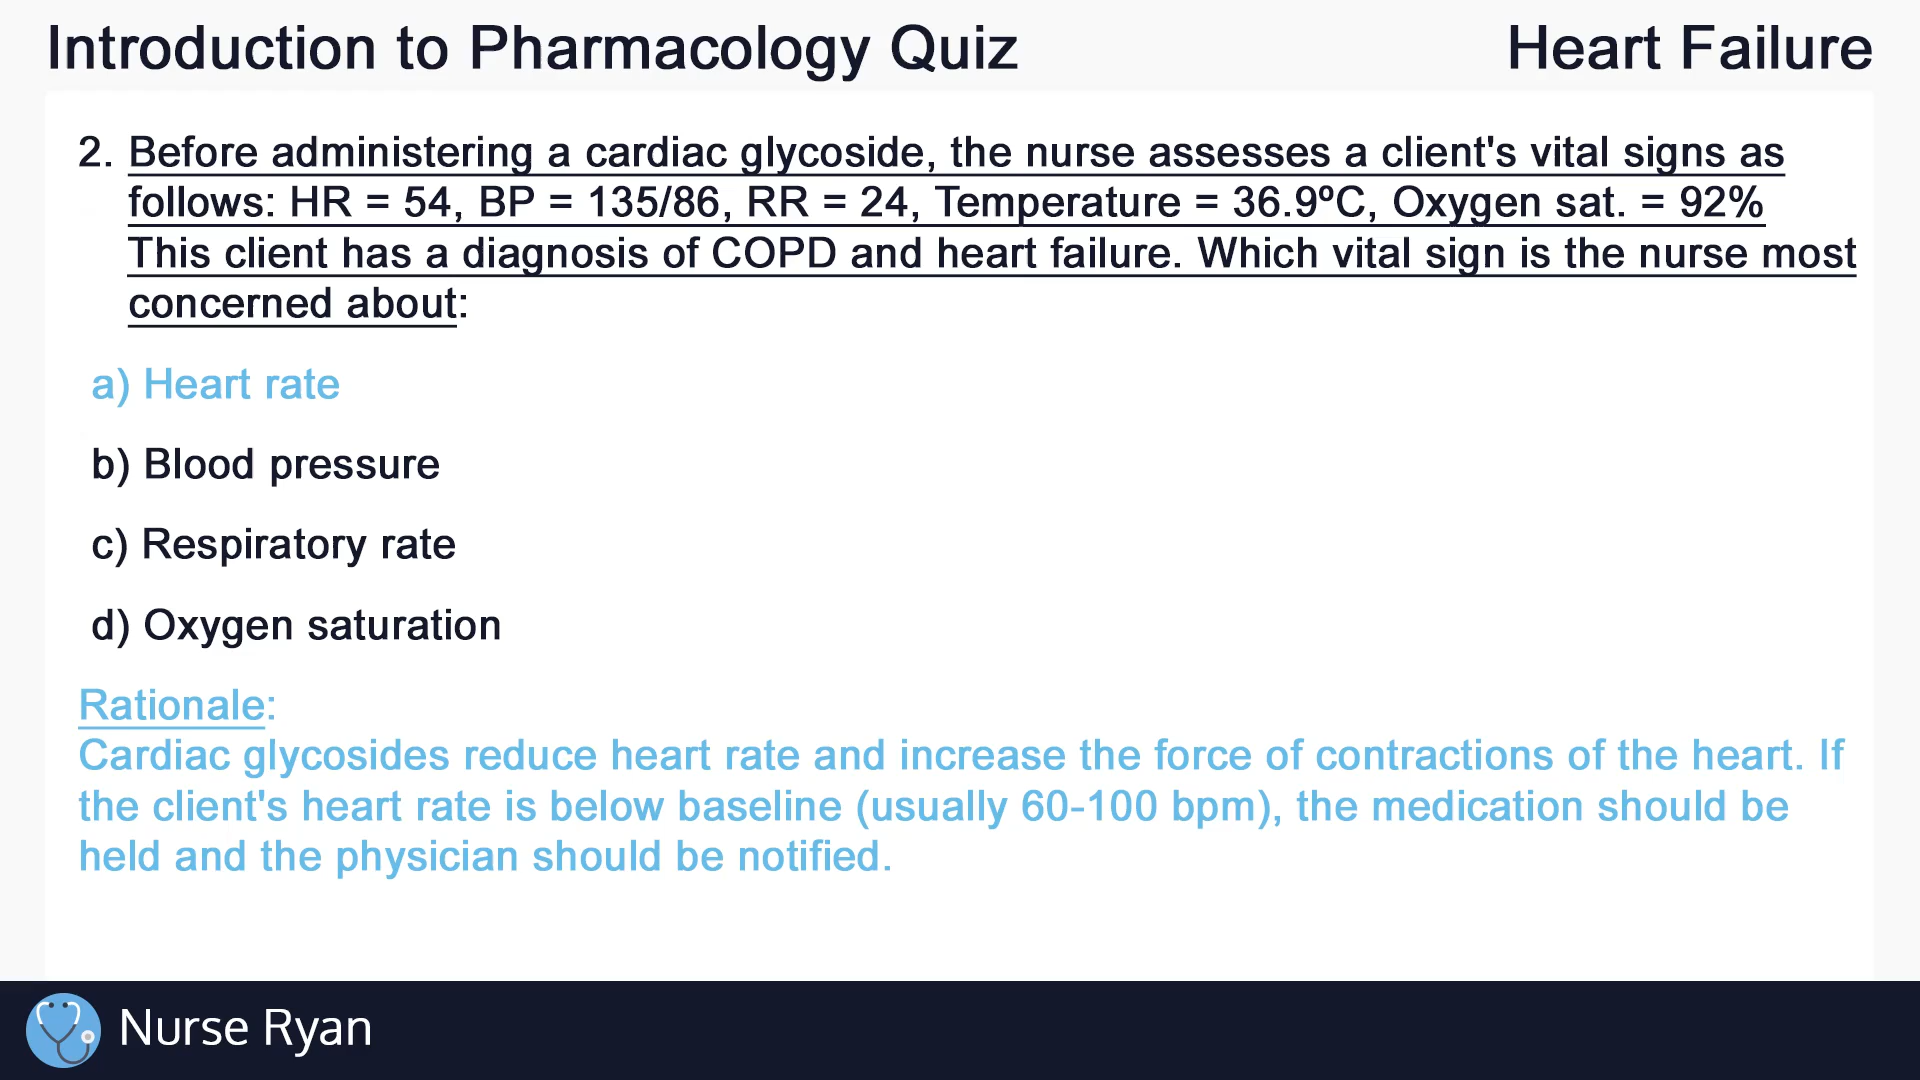 Introduction to Pharmacology Quiz
Heart Failure
2. Before administering a cardiac glycoside, the nurse assesses a client's vital signs as
follows: HR = 54, BP = 135/86, RR = 24, Temperature = 36.9ºC, Oxygen sat. = 92%
This client has a diagnosis of COPD and heart failure. Which vital sign is the nurse most
concerned about:
a) Heart rate
b) Blood pressure
c) Respiratory rate
d) Oxygen saturation
Rationale:
Cardiac glycosides reduce heart rate and increase the force of contractions of the heart. If
the client's heart rate is below baseline (usually 60-100 bpm), the medication should be
held and the physician should be notified.
Nurse Ryan